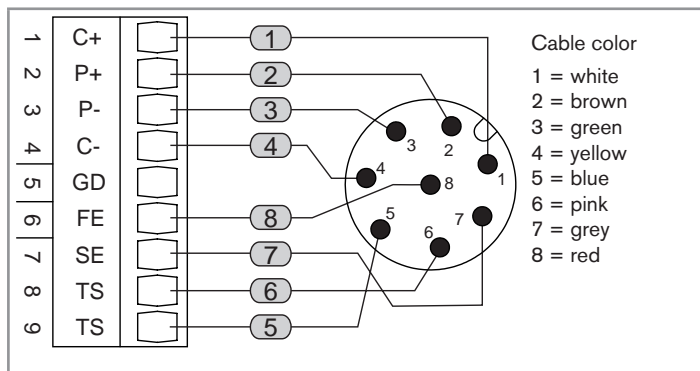 1 C+ 1
2 P+ 2
3 P- 3
4 C- 4
5 GD
6 FE 8
7 SE 7
8 TS 6
9 TS 5
3
2
4
8
1
5
7
6
Cable color
1 = white
2 = brown
3 = green
4 = yellow
5 = blue
6 = pink
7 = grey
8 = red